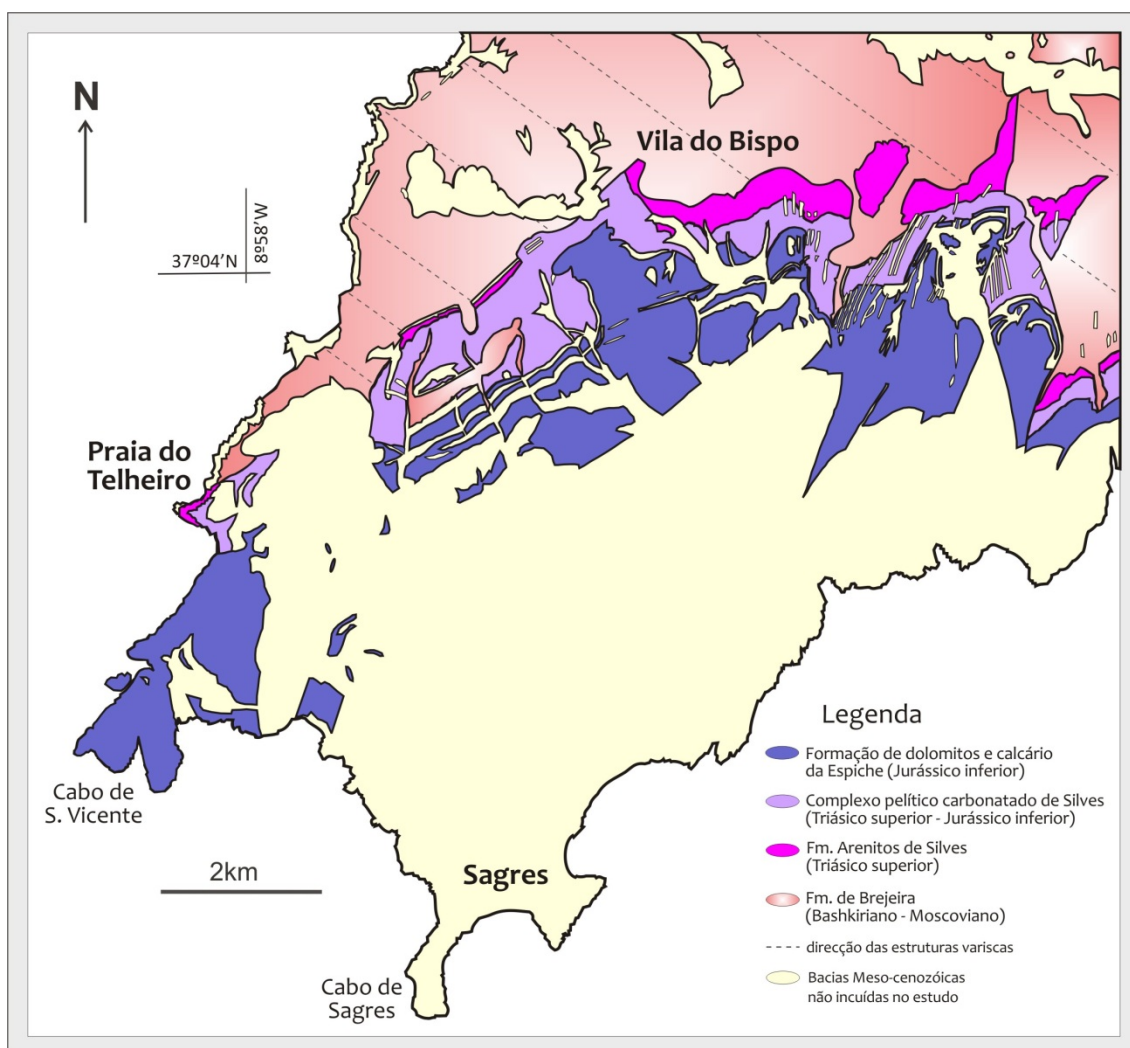 N
Vila do Bispo
8º58'W
37º04'N
Praia do
Telheiro
Cabo de
S. Vicente
2km
Sagres
Cabo de
Sagres
Legenda
Formação de dolomitos e calcário
da Espiche (Jurássico inferior)
Complexo pelítico carbonatado de Silves
(Triásico superior - Jurássico inferior)
Fm. Arenitos de Silves
(Triásico superior)
Fm. de Brejeira
(Bashkiriano - Moscoviano)
direcção das estruturas variscas
Bacias Meso-cenozóicas
não incuídas no estudo